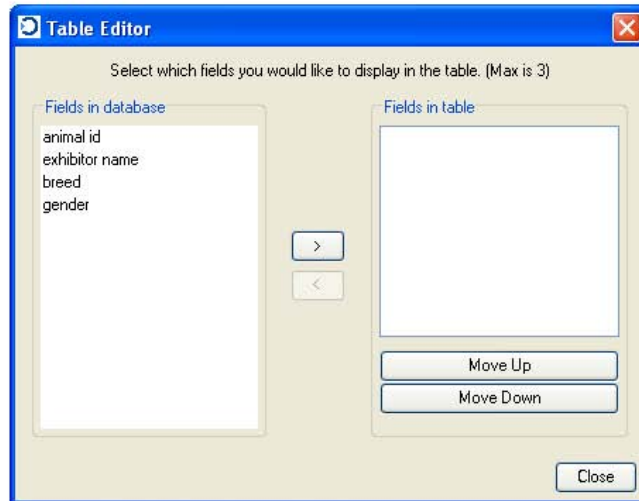 Table Editor
Select which fields you would like to display in the table. (Max is 3)
Fields in database
animal id
exhibitor name
breed
gender
>
<
Fields in table
Move Up
Move Down
Close